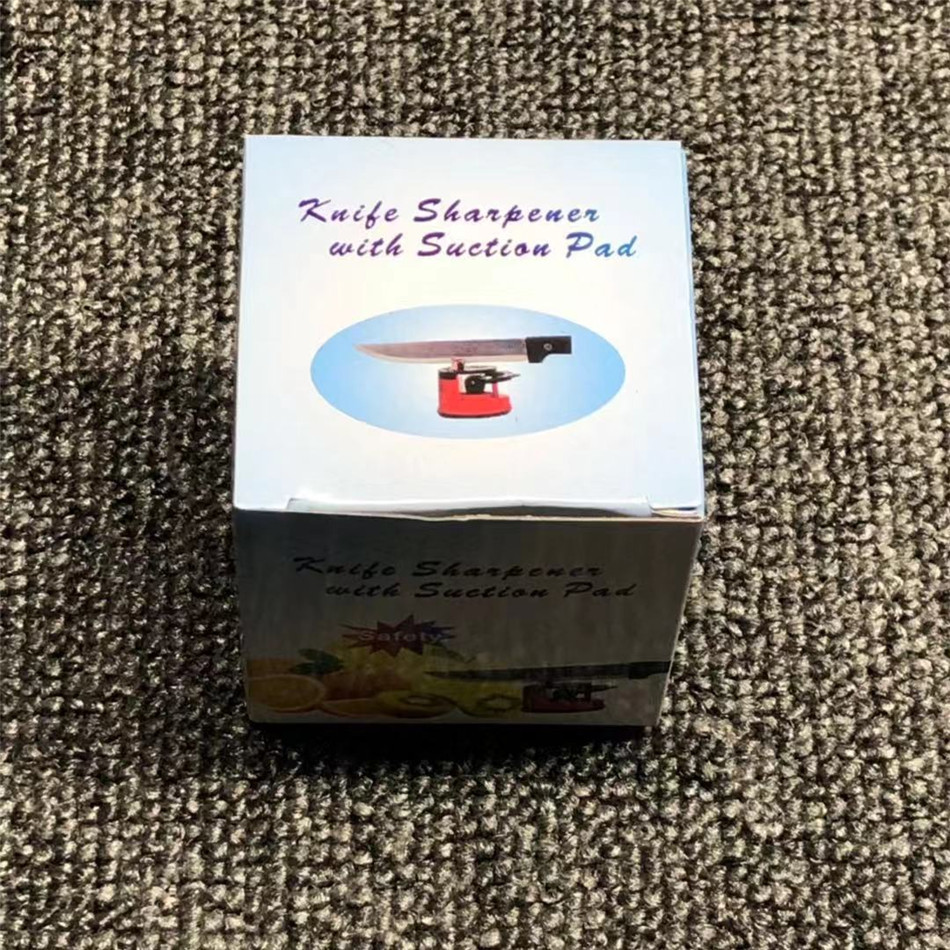 Knife Sharpener
with Suction Pad
Knife Sharpener
with Suction Pad
Safety